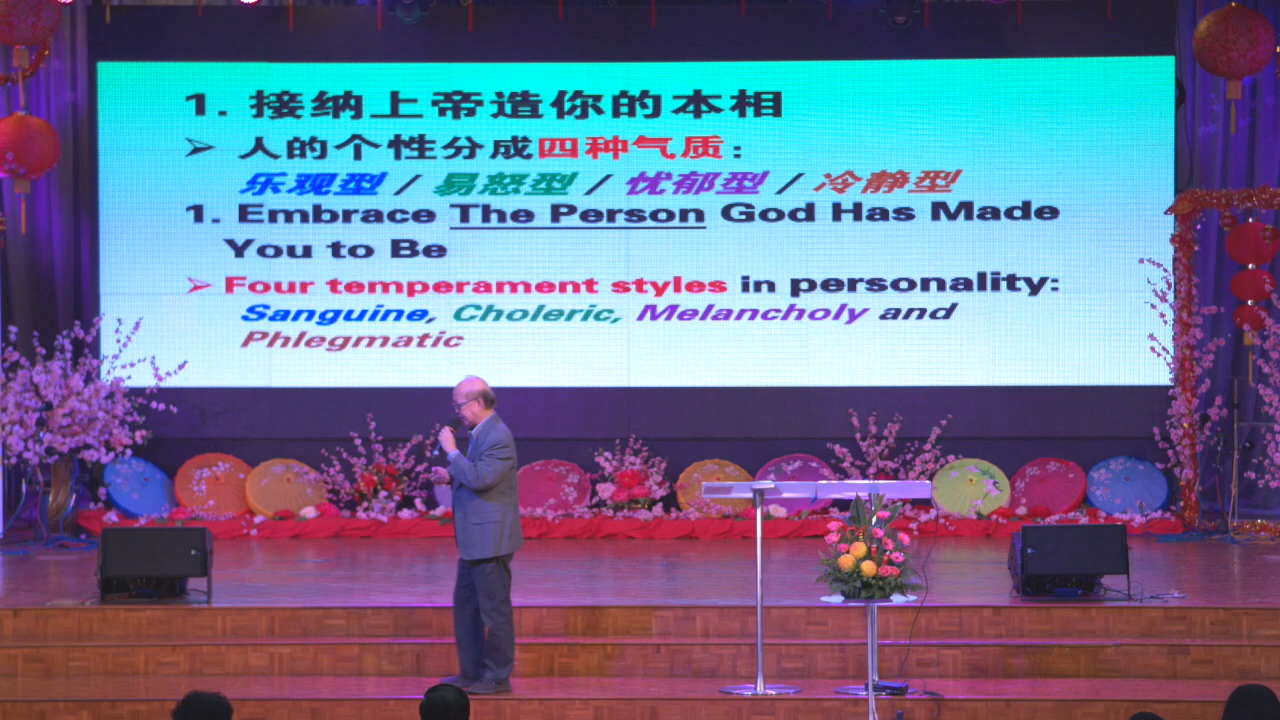 1. 接纳上帝造你的本相
➢ 人的个性分成四种气质：
乐观型 / 易怒型 / 忧郁型 / 冷静型
1. Embrace The Person God Has Made
You to Be
➢ Four temperament styles in personality:
Sanguine, Choleric, Melancholy and
Phlegmatic